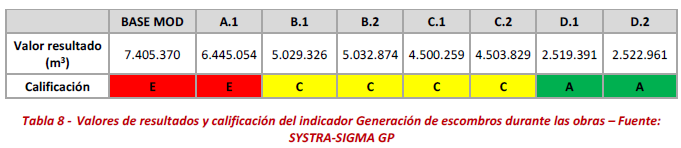 BASE MOD A.1 B.1 B.2 C.1 C.2 D.1 D.2
Valor resultado (m³) 7.405.370 6.445.054 5.029.326 5.032.874 4.500.259 4.503.829 2.519.391 2.522.961
Calificación E E C C C C A A
Tabla 8 - Valores de resultados y calificación del indicador Generación de escombros durante las obras – Fuente:
SYSTRA-SIGMA GP